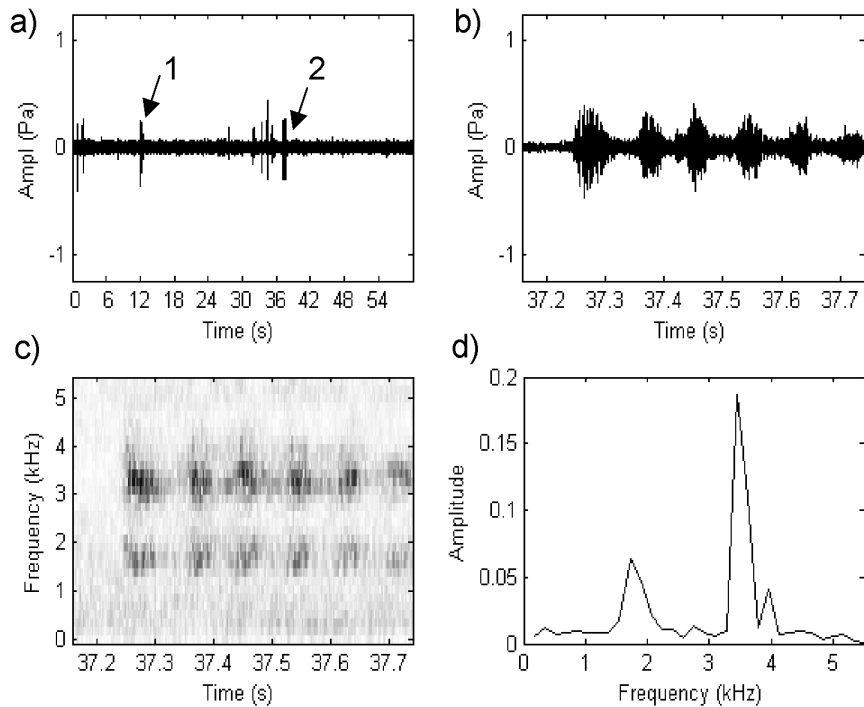 a)
1
2
1
0
-1
Ampl (Pa)
0 6 12 18 24 30 36 42 48 54
Time (s)
b)
1
0
-1
Ampl (Pa)
37.2 37.3 37.4 37.5 37.6 37.7
Time (s)
c)
5
4
3
2
1
0
Frequency (kHz)
37.2 37.3 37.4 37.5 37.6 37.7
Time (s)
d)
0.2
0.15
0.1
0.05
0
Amplitude
0 1 2 3 4 5
Frequency (kHz)